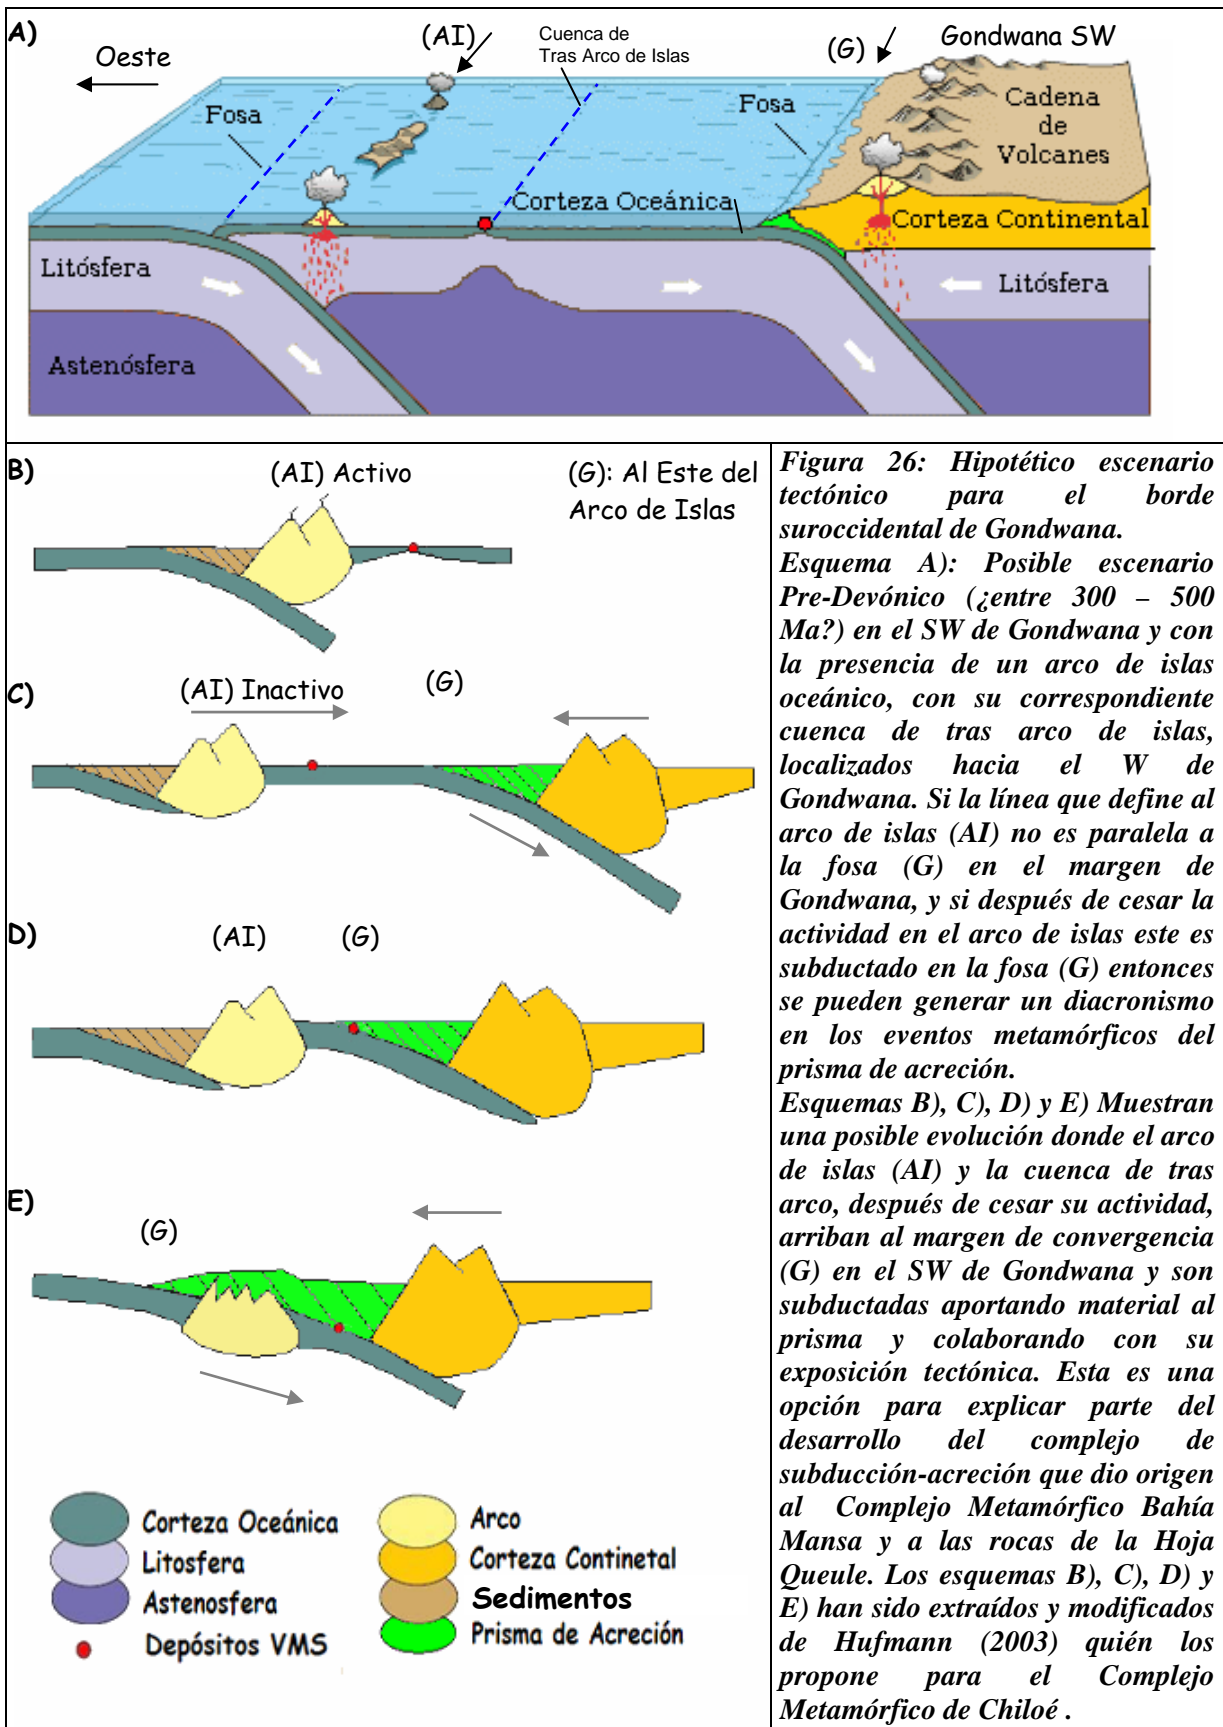 A)
Oeste
(AI)
Cuenca de
Tras Arco de Islas
(G)
Gondwana SW
Fosa
Fosa
Cadena
de
Volcanes
Corteza Oceánica
Corteza Continental
Litósfera
Litósfera
Astenósfera
B)
(AI) Activo
(G): Al Este del
Arco de Islas
C)
(AI) Inactivo
(G)
D)
(AI)
(G)
E)
(G)
Corteza Oceánica
Litosfera
Astenosfera
Depósitos VMS
Arco
Corteza Continetal
Sedimentos
Prisma de Acreción
Figura 26: Hipotético escenario
tectónico para el borde
suroccidental de Gondwana.
Esquema A): Posible escenario
Pre-Devónico (¿entre 300 – 500
Ma?) en el SW de Gondwana y con
la presencia de un arco de islas
oceánico, con su correspondiente
cuenca de tras arco de islas,
localizados hacia el W de
Gondwana. Si la línea que define al
arco de islas (AI) no es paralela a
la fosa (G) en el margen de
Gondwana, y si después de cesar la
actividad en el arco de islas este es
subductado en la fosa (G) entonces
se pueden generar un diacronismo
en los eventos metamórficos del
prisma de acreción.
Esquemas B), C), D) y E) Muestran
una posible evolución donde el arco
de islas (AI) y la cuenca de tras
arco, después de cesar su actividad,
arriban al margen de convergencia
(G) en el SW de Gondwana y son
subductadas aportando material al
prisma y colaborando con su
exposición tectónica. Esta es una
opción para explicar parte del
desarrollo del complejo de
subducción-acreción que dio origen
al Complejo Metamórfico Bahía
Mansa y a las rocas de la Hoja
Queule. Los esquemas B), C), D) y
E) han sido extraídos y modificados
de Hufmann (2003) quién los
propone para el Complejo
Metamórfico de Chiloé .